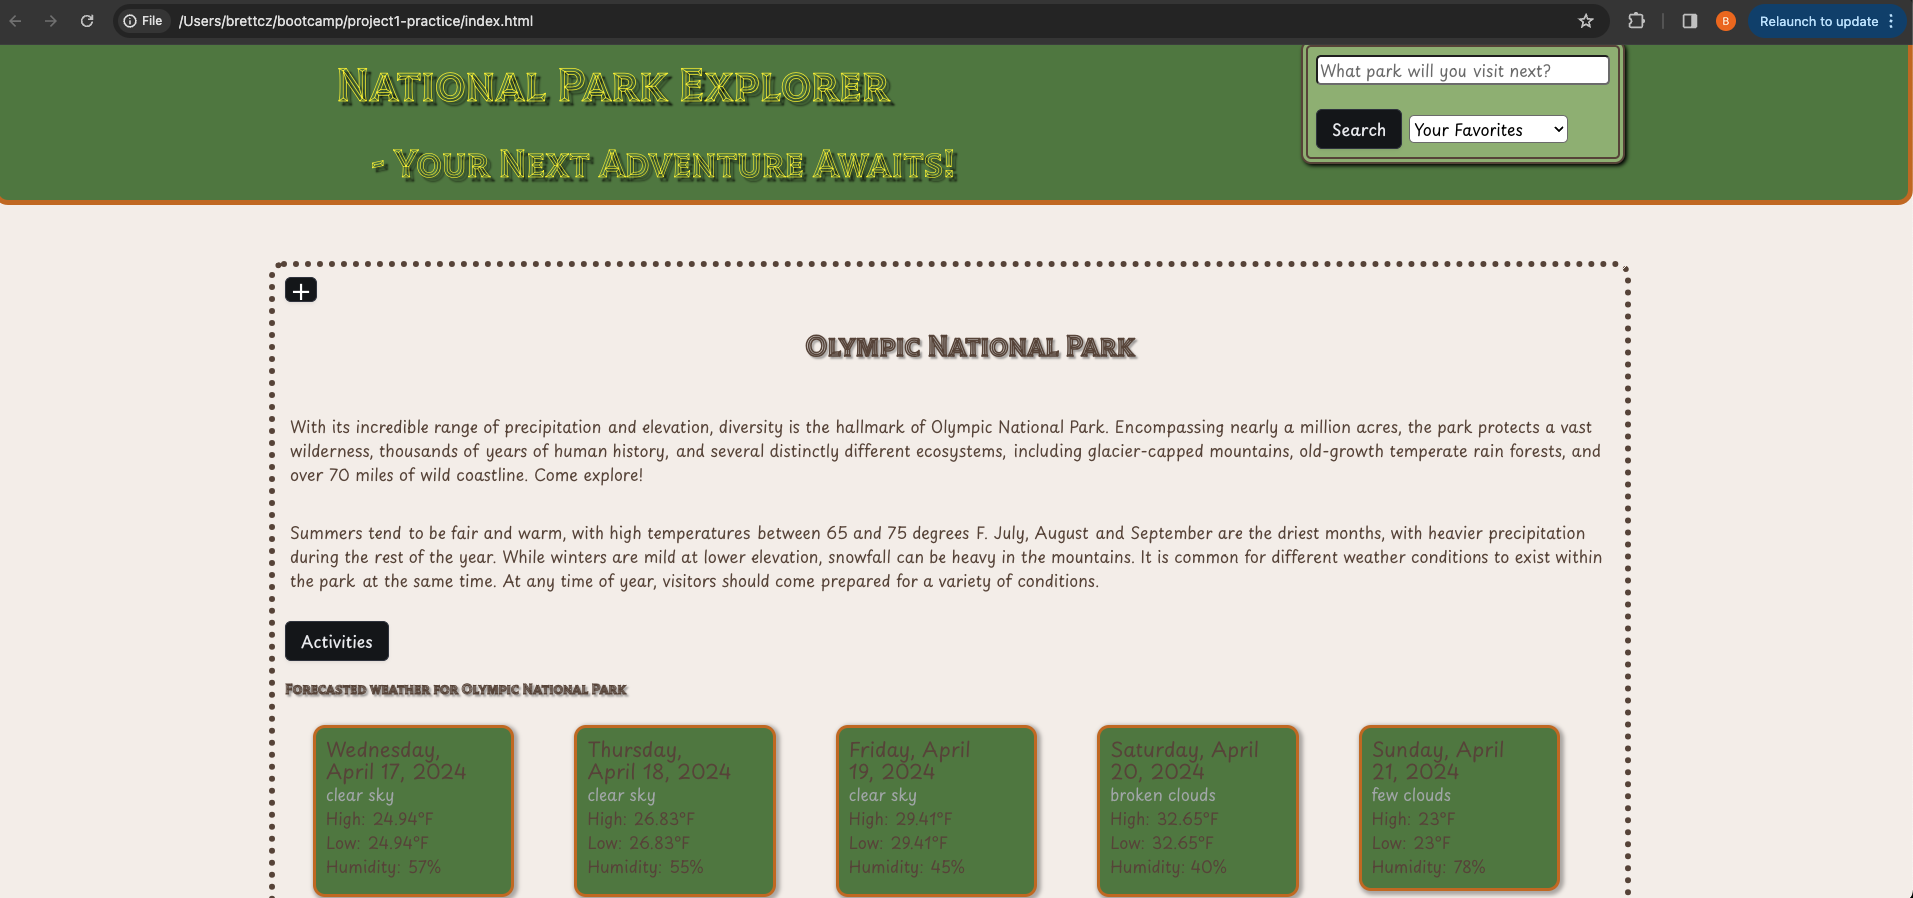 File
/Users/brettcz/bootcamp/project1-practice/index.html
B
Relaunch to update
National Park Explorer
- Your Next Adventure Awaits!
What park will you visit next?
Search
Your Favorites
+
Olympic National Park
With its incredible range of precipitation and elevation, diversity is the hallmark of Olympic National Park. Encompassing nearly a million acres, the park protects a vast
wilderness, thousands of years of human history, and several distinctly different ecosystems, including glacier-capped mountains, old-growth temperate rain forests, and
over 70 miles of wild coastline. Come explore!
Summers tend to be fair and warm, with high temperatures between 65 and 75 degrees F. July, August and September are the driest months, with heavier precipitation
during the rest of the year. While winters are mild at lower elevation, snowfall can be heavy in the mountains. It is common for different weather conditions to exist within
the park at the same time. At any time of year, visitors should come prepared for a variety of conditions.
Activities
Forecasted weather for Olympic National Park
Wednesday,
April 17, 2024
clear sky
High: 24.94°F
Low: 24.94°F
Humidity: 57%
Thursday,
April 18, 2024
clear sky
High: 26.83°F
Low: 26.83°F
Humidity: 55%
Friday, April
19, 2024
clear sky
High: 29.41°F
Low: 29.41°F
Humidity: 45%
Saturday, April
20, 2024
broken clouds
High: 32.65°F
Low: 32.65°F
Humidity: 40%
Sunday, April
21, 2024
few clouds
High: 23°F
Low: 23°F
Humidity: 78%